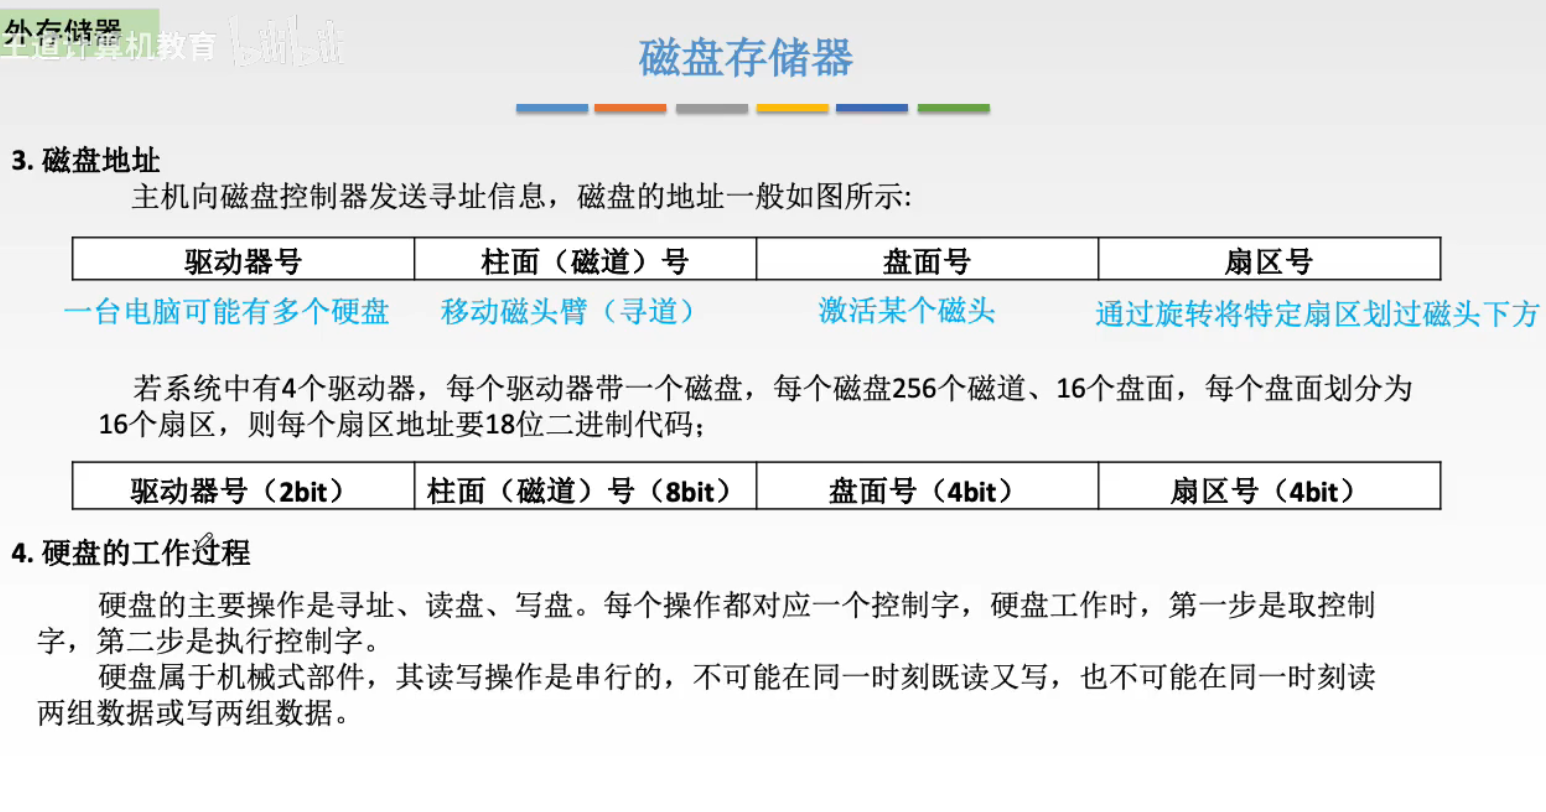 外存储器
王道计算机教育 bilibili
磁盘存储器
3. 磁盘地址
主机向磁盘控制器发送寻址信息，磁盘的地址一般如图所示:
驱动器号 柱面（磁道）号 盘面号 扇区号
一台电脑可能有多个硬盘 移动磁头臂（寻道） 激活某个磁头 通过旋转将特定扇区划过磁头下方
若系统中有4个驱动器，每个驱动器带一个磁盘，每个磁盘256个磁道、16个盘面，每个盘面划分为
16个扇区，则每个扇区地址要18位二进制代码；
驱动器号（2bit） 柱面（磁道）号（8bit） 盘面号（4bit） 扇区号（4bit）
4. 硬盘的工作过程
硬盘的主要操作是寻址、读盘、写盘。每个操作都对应一个控制字，硬盘工作时，第一步是取控制
字，第二步是执行控制字。
硬盘属于机械式部件，其读写操作是串行的，不可能在同一时刻既读又写，也不可能在同一时刻读
两组数据或写两组数据。